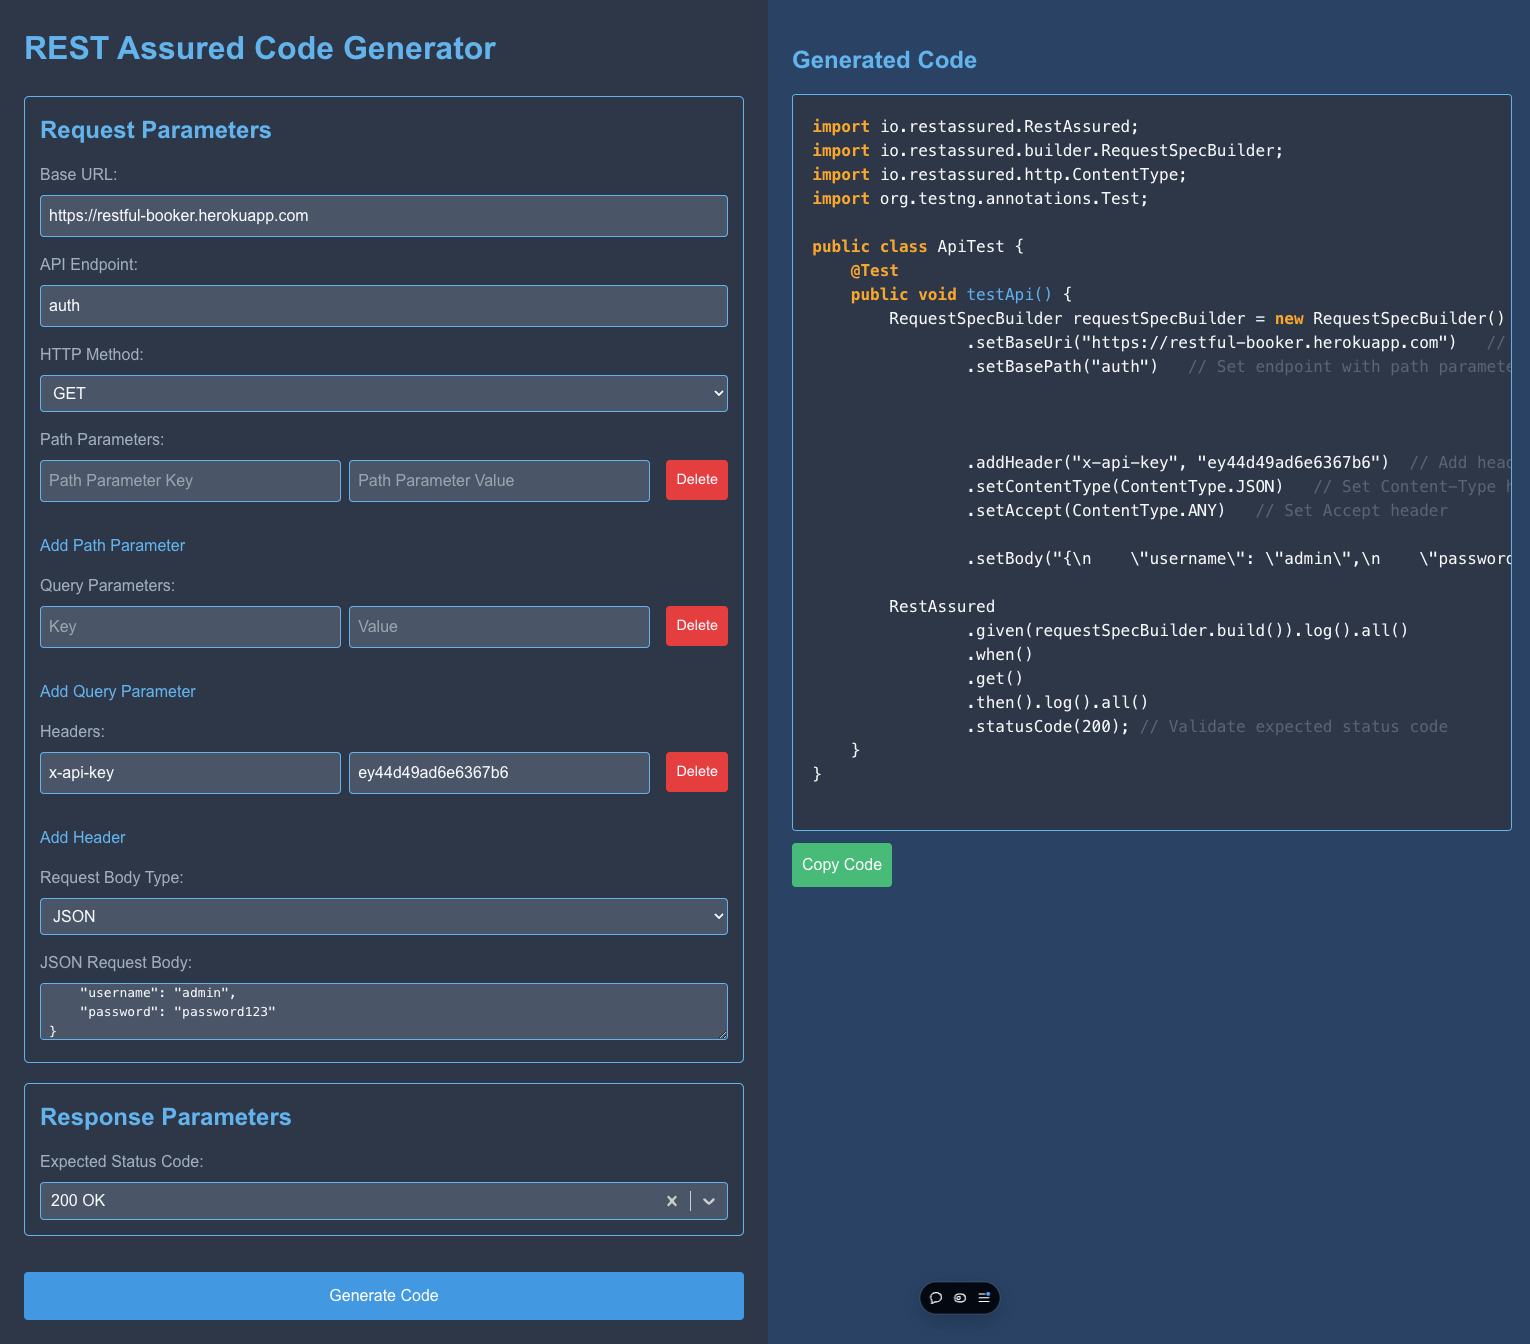 REST Assured Code Generator
Request Parameters
Base URL:
https://restful-booker.herokuapp.com
API Endpoint:
auth
HTTP Method:
GET
Path Parameters:
Path Parameter Key Path Parameter Value Delete
Add Path Parameter
Query Parameters:
Key Value Delete
Add Query Parameter
Headers:
x-api-key ey44d49ad6e6367b6 Delete
Add Header
Request Body Type:
JSON
JSON Request Body:
"username": "admin",
"password": "password123"
}
Response Parameters
Expected Status Code:
200 OK
Generate Code
Generated Code
import io.restassured.RestAssured;
import io.restassured.builder.RequestSpecBuilder;
import io.restassured.http.ContentType;
import org.testng.annotations.Test;
public class ApiTest {
@Test
public void testApi() {
RequestSpecBuilder requestSpecBuilder = new RequestSpecBuilder()
.setBaseUri("https://restful-booker.herokuapp.com")   //
.setBasePath("auth")   // Set endpoint with path
.addHeader("x-api-key", "ey44d49ad6e6367b6")  // Add
.setContentType(ContentType.JSON)   // Set Content-Type
.setAccept(ContentType.ANY)   // Set Accept header
.setBody("{\n    \"username\": \"admin\",\n    \"password
RestAssured
.given(requestSpecBuilder.build()).log().all()
.when()
.get()
.then().log().all()
.statusCode(200); // Validate expected status code
}
}
Copy Code